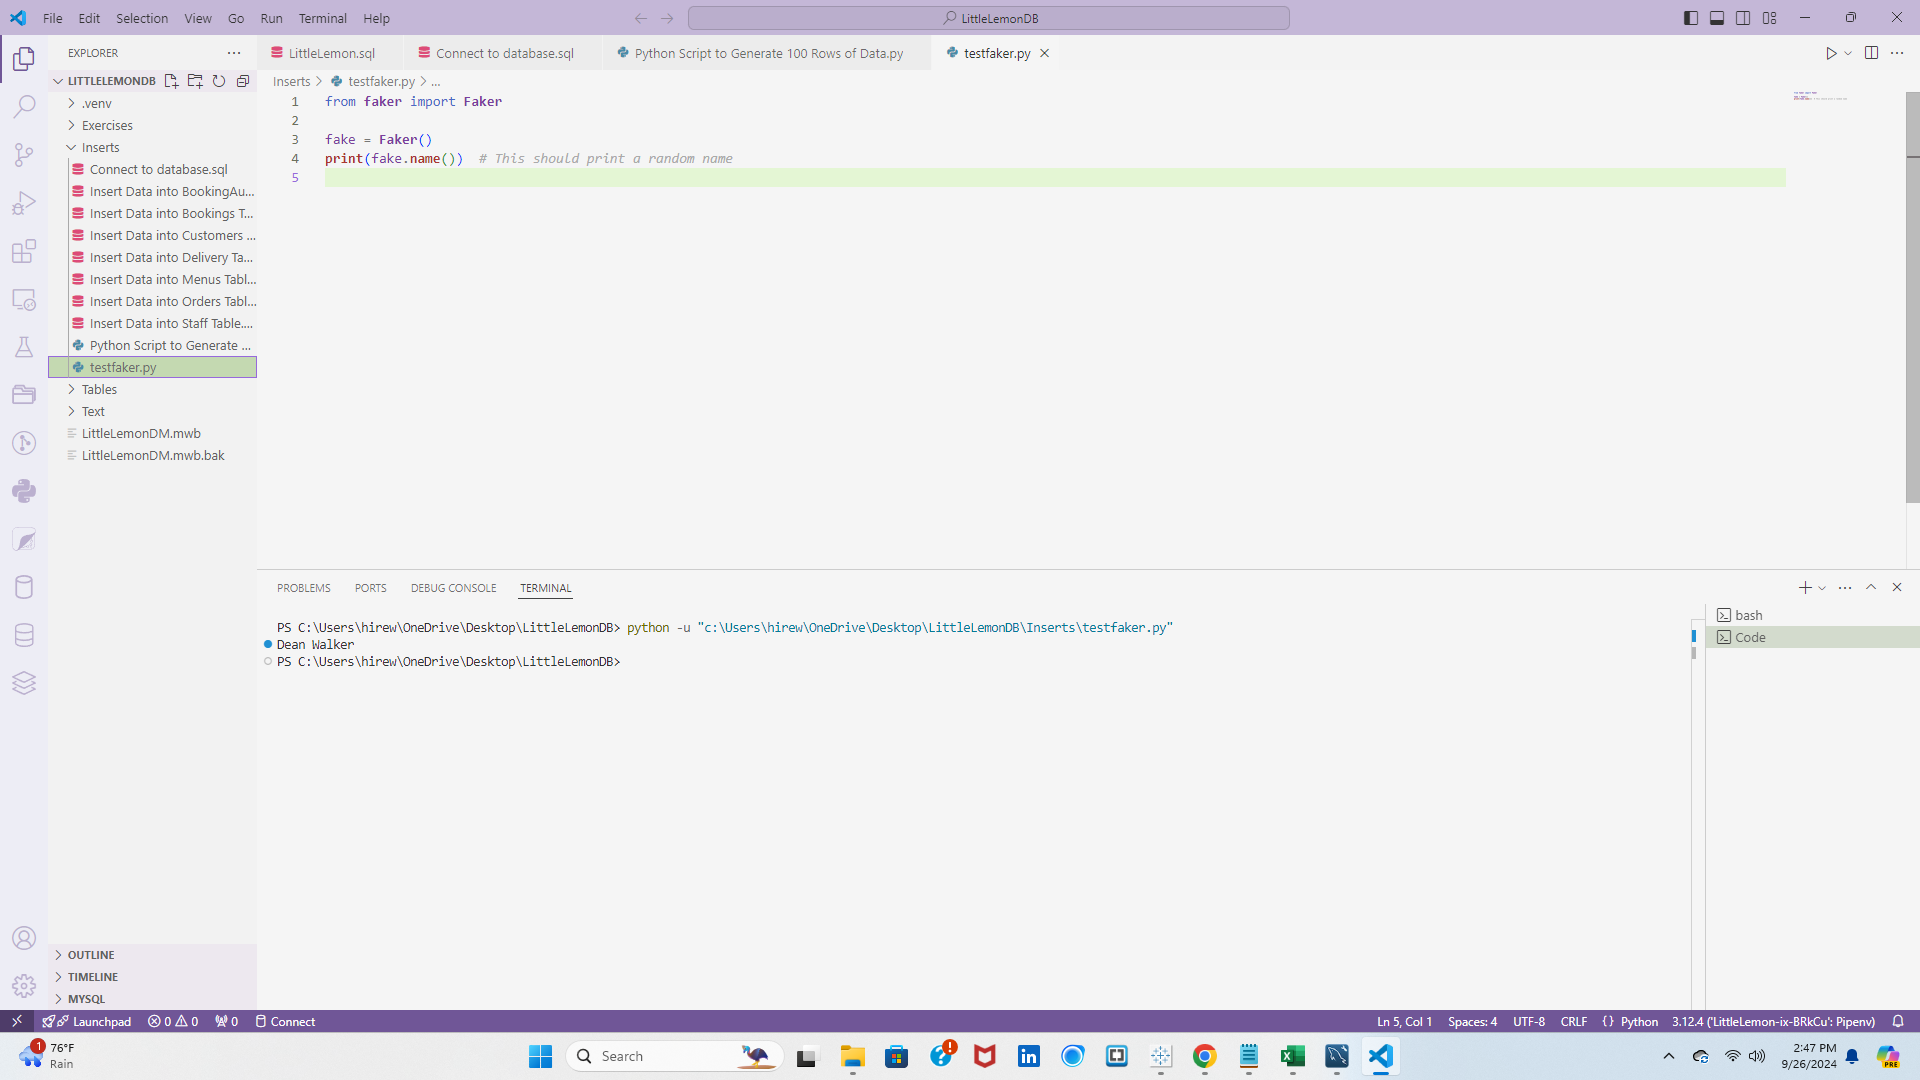 File Edit Selection View Go Run Terminal Help
LittleLemonDB
EXPLORER
LITTLELEMONDB
.venv
Exercises
Inserts
Connect to database.sql
Insert Data into BookingAu...
Insert Data into Bookings T...
Insert Data into Customers ...
Insert Data into Delivery Ta...
Insert Data into Menus Tabl...
Insert Data into Orders Tabl...
Insert Data into Staff Table....
Python Script to Generate ...
testfaker.py
Tables
Text
LittleLemonDM.mwb
LittleLemonDM.mwb.bak
OUTLINE
TIMELINE
MYSQL
LittleLemon.sql Connect to database.sql Python Script to Generate 100 Rows of Data.py testfaker.py
Inserts > testfaker.py > ...
1 from faker import Faker
2
3 fake = Faker()
4 print(fake.name())  # This should print a random name
5
PROBLEMS PORTS DEBUG CONSOLE TERMINAL
PS C:\Users\hirew\OneDrive\Desktop\LittleLemonDB> python -u "c:\Users\hirew\OneDrive\Desktop\LittleLemonDB\Inserts\testfaker.py"
Dean Walker
PS C:\Users\hirew\OneDrive\Desktop\LittleLemonDB>
bash
Code
Launchpad 0 0 0 Connect Ln 5, Col 1 Spaces: 4 UTF-8 CRLF {} Python 3.12.4 ('LittleLemon-ix-BRkCu': Pipenv)
1 76°F
Rain
Search
2:47 PM
9/26/2024
PRE